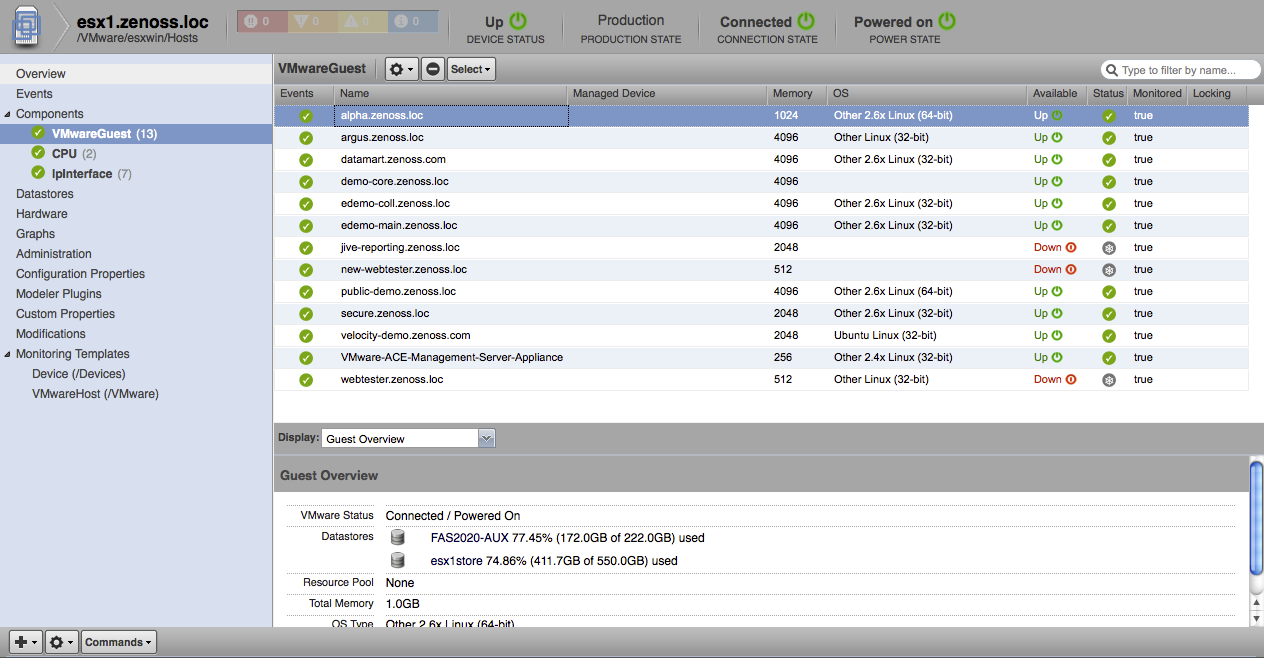 esx1.zenoss.loc
/VMware/esxwin/Hosts
0 0 0 0
Up
DEVICE STATUS
Production
PRODUCTION STATE
Connected
CONNECTION STATE
Powered on
POWER STATE
Overview
Events
Components
VMwareGuest (13)
CPU (2)
IpInterface (7)
Datastores
Hardware
Graphs
Administration
Configuration Properties
Modeler Plugins
Custom Properties
Modifications
Monitoring Templates
Device (/Devices)
VMwareHost (/VMware)
VMwareGuest Select Type to filter by name...
Events Name Managed Device Memory OS Available Status Monitored Locking
alpha.zenoss.loc 1024 Other 2.6x Linux (64-bit) Up true
argus.zenoss.loc 4096 Other Linux (32-bit) Up true
datamart.zenoss.com 4096 Other 2.6x Linux (32-bit) Up true
demo-core.zenoss.loc 4096 Up true
edemo-coll.zenoss.loc 4096 Other 2.6x Linux (32-bit) Up true
edemo-main.zenoss.loc 4096 Other 2.6x Linux (32-bit) Up true
jive-reporting.zenoss.loc 2048 Down true
new-webtester.zenoss.loc 512 Down true
public-demo.zenoss.loc 4096 Other 2.6x Linux (64-bit) Up true
secure.zenoss.loc 2048 Other 2.6x Linux (32-bit) Up true
velocity-demo.zenoss.com 2048 Ubuntu Linux (32-bit) Up true
VMware-ACE-Management-Server-Appliance 256 Other 2.4x Linux (32-bit) Up true
webtester.zenoss.loc 512 Other Linux (32-bit) Down true
Display: Guest Overview
Guest Overview
VMware Status Connected / Powered On
Datastores FAS2020-AUX 77.45% (172.0GB of 222.0GB) used
esx1store 74.86% (411.7GB of 550.0GB) used
Resource Pool None
Total Memory 1.0GB
OS Type Other 2.6x Linux (64-bit)
Commands